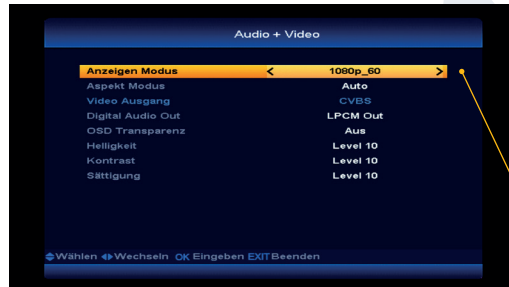 Audio + Video
Anzeigen Modus < 1080p_60 >
Aspekt Modus Auto
Video Ausgang CVBS
Digital Audio Out LPCM Out
OSD Transparenz Aus
Helligkeit Level 10
Kontrast Level 10
Sättigung Level 10
Wählen Wechseln OK Eingeben EXIT Beenden